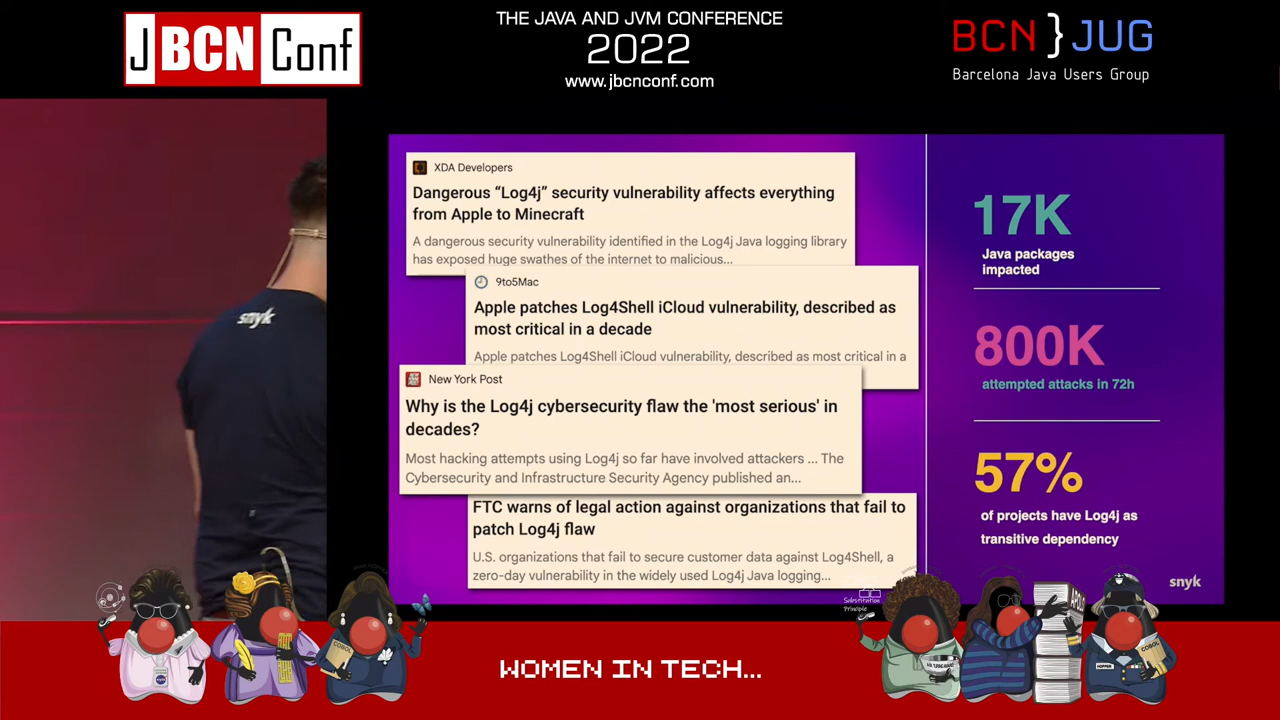 JBCNConf
THE JAVA AND JVM CONFERENCE
2022
www.jbcnconf.com
BCN}JUG
Barcelona Java Users Group
snyk
XDA Developers
Dangerous “Log4j” security vulnerability affects everything
from Apple to Minecraft
A dangerous security vulnerability identified in the Log4j Java logging library
has exposed huge swathes of the internet to malicious...
9to5Mac
Apple patches Log4Shell iCloud vulnerability, described as
most critical in a decade
Apple patches Log4Shell iCloud vulnerability, described as most critical in a
New York Post
Why is the Log4j cybersecurity flaw the 'most serious' in
decades?
Most hacking attempts using Log4j so far have involved attackers ... The
Cybersecurity and Infrastructure Security Agency published an...
FTC warns of legal action against organizations that fail to
patch Log4j flaw
U.S. organizations that fail to secure customer data against Log4Shell, a
zero-day vulnerability in the widely used Log4j Java logging...
17K
Java packages
impacted
800K
attempted attacks in 72h
57%
of projects have Log4j as
transitive dependency
snyk
Substitution
Principle
COBOL
APOLLO
HOPPER
COBOL
WOMEN IN TECH...